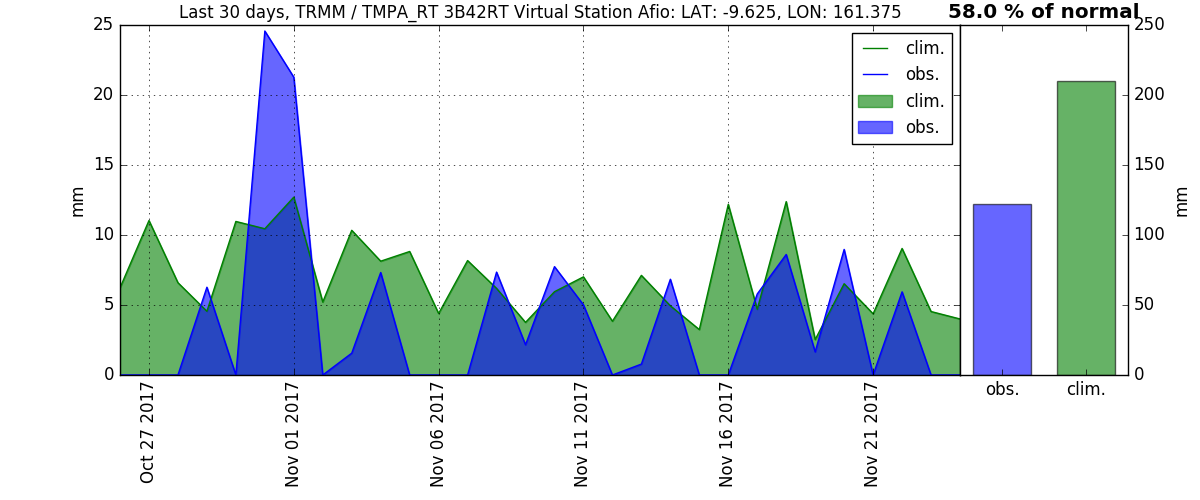 Last 30 days, TRMM / TMPA_RT 3B42RT Virtual Station Afio: LAT: -9.625, LON: 161.375
58.0 % of normal
25
20
15
10
5
0
mm
clim.
obs.
clim.
obs.
Oct 27 2017
Nov 01 2017
Nov 06 2017
Nov 11 2017
Nov 16 2017
Nov 21 2017
250
200
150
100
50
0
mm
obs.
clim.